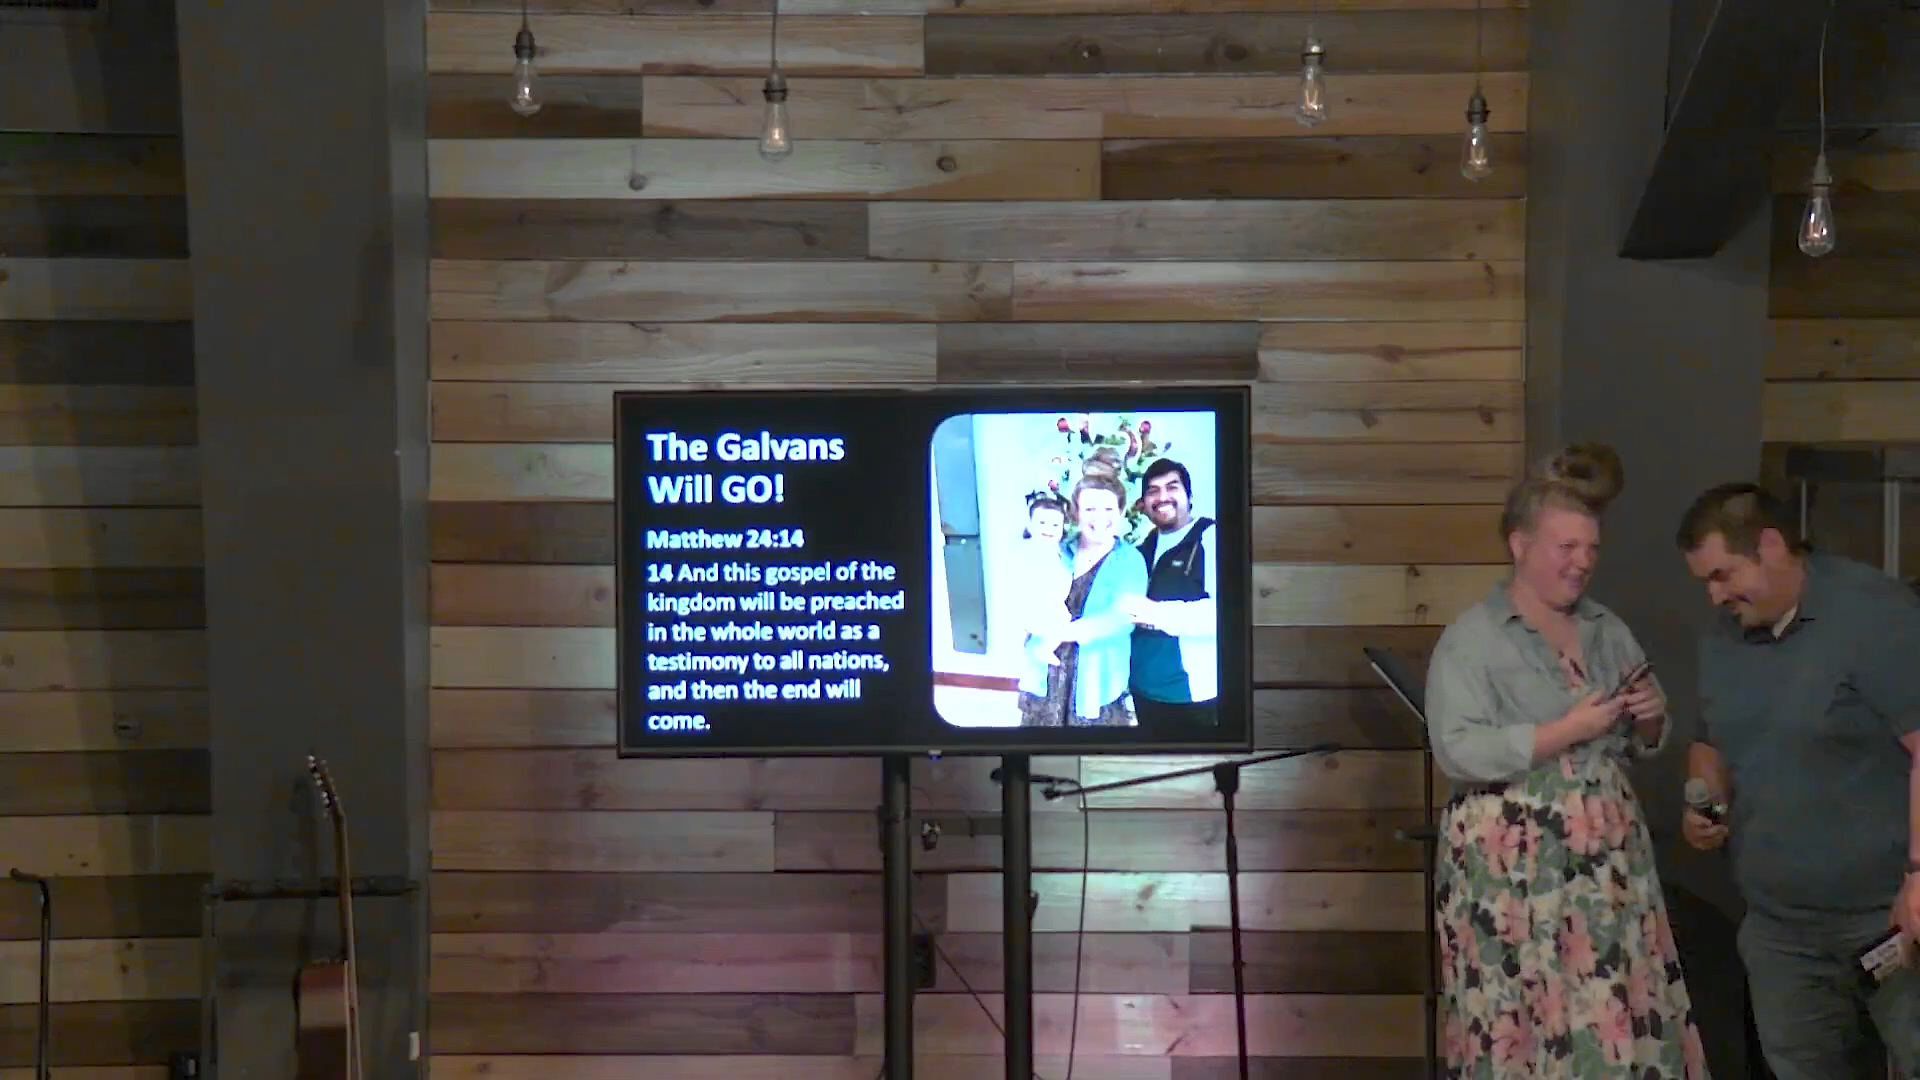 The Galvans
Will GO!
Matthew 24:14
14 And this gospel of the
kingdom will be preached
in the whole world as a
testimony to all nations,
and then the end will
come.